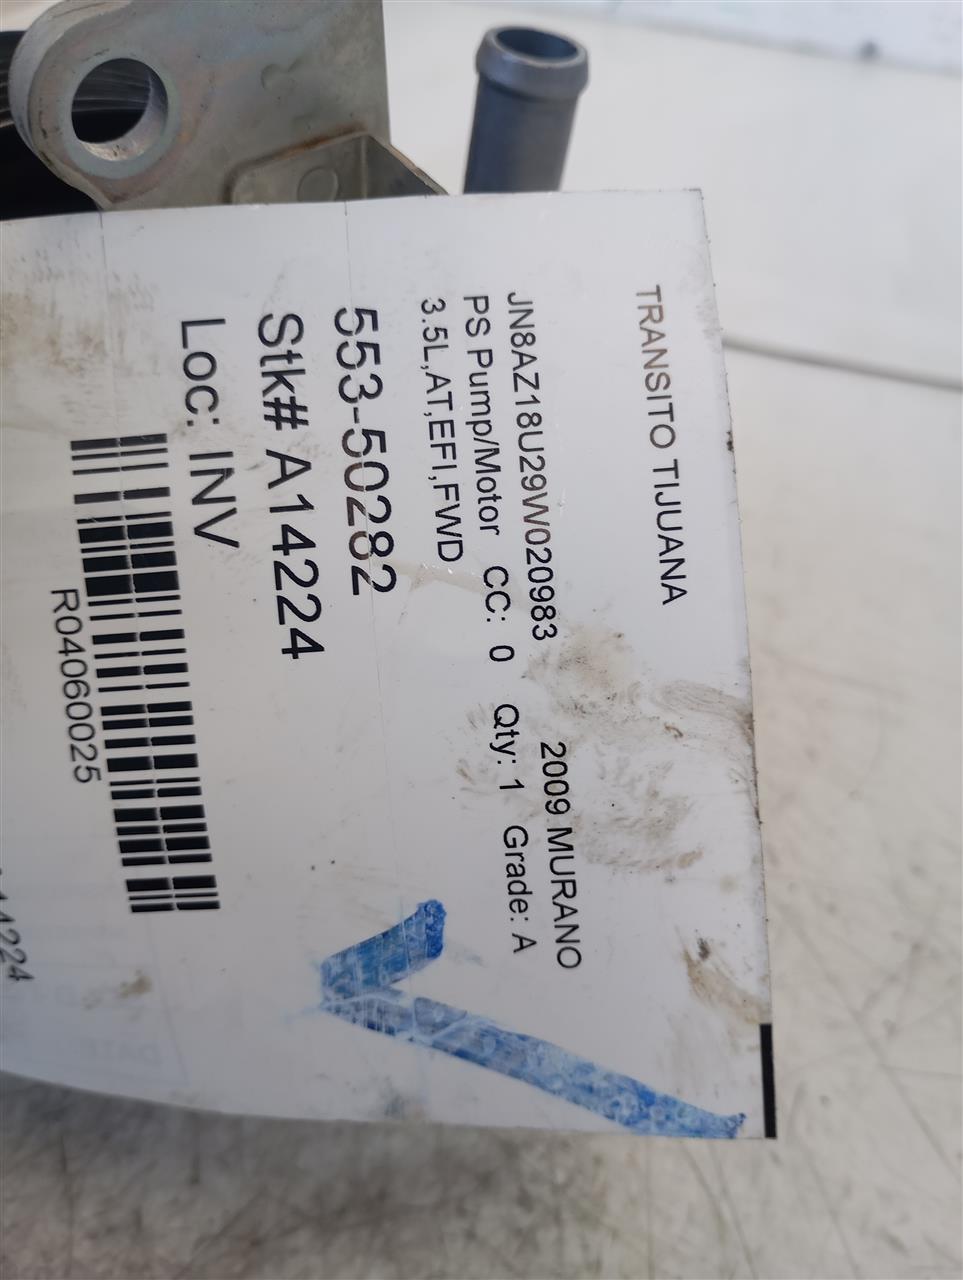 TRANSITO TIJUANA
JN8AZ18U29W020983 2009 MURANO
PS Pump/Motor CC: 0 Qty: 1 Grade: A
3.5L,AT,EFI,FWD
553-50282
Stk# A14224
Loc: INV
R04060025
14224